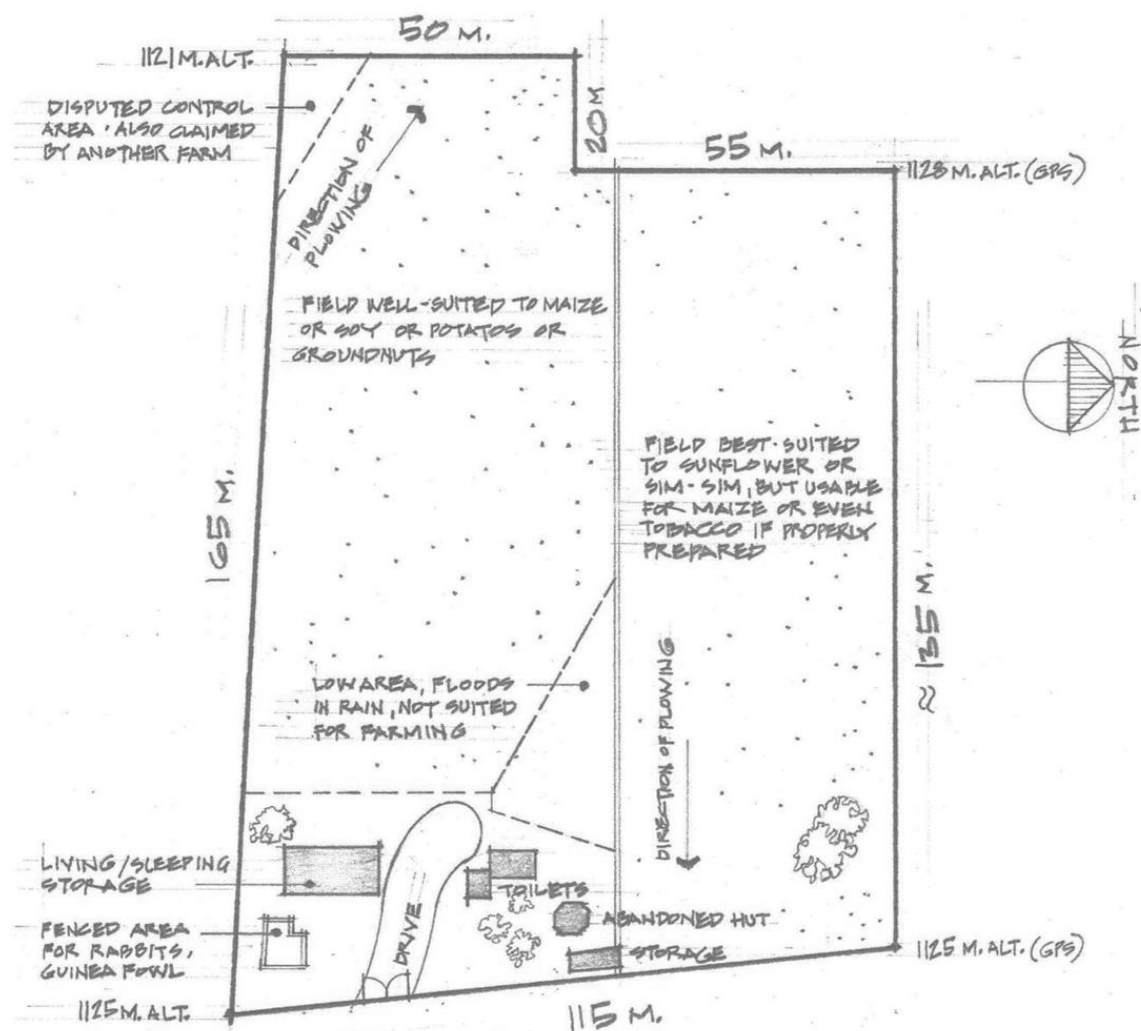 50 M.
1121 M. ALT.
DISPUTED CONTROL
AREA · ALSO CLAIMED
BY ANOTHER FARM
20 M
55 M.
1128 M. ALT. (GPS)
DIRECTION OF
PLOWING
FIELD WELL-SUITED TO MAIZE
OR SOY OR POTATOS OR
GROUNDNUTS
NORTH
FIELD BEST-SUITED
TO SUNFLOWER OR
SIM-SIM, BUT USABLE
FOR MAIZE OR EVEN
TOBACCO IF PROPERLY
PREPARED
165 M.
≈ 135 M.
LOW AREA, FLOODS
IN RAIN, NOT SUITED
FOR FARMING
DIRECTION OF PLOWING
LIVING/SLEEPING
STORAGE
TOILETS
DRIVE
ABANDONED HUT
FENCED AREA
FOR RABBITS,
GUINEA FOWL
STORAGE
1125 M. ALT. (GPS)
1125 M. ALT.
115 M.